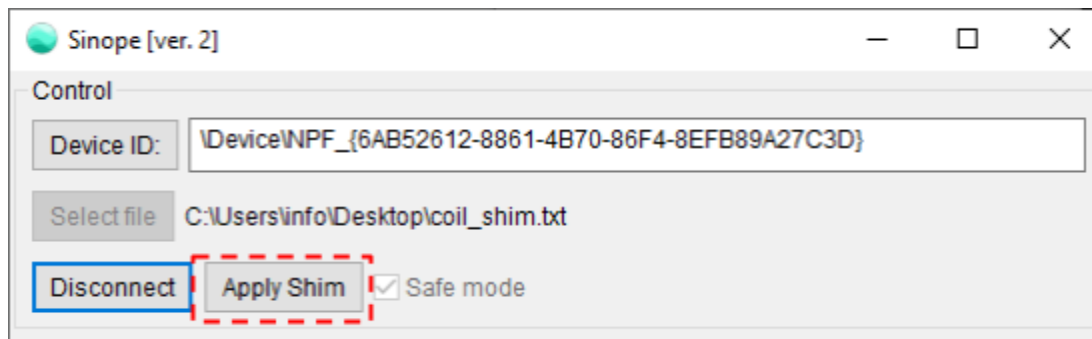 Sinope [ver. 2]
Control
Device ID: \Device\NPF_{6AB52612-8861-4B70-86F4-8EFB89A27C3D}
Select file C:\Users\info\Desktop\coil_shim.txt
Disconnect Apply Shim Safe mode